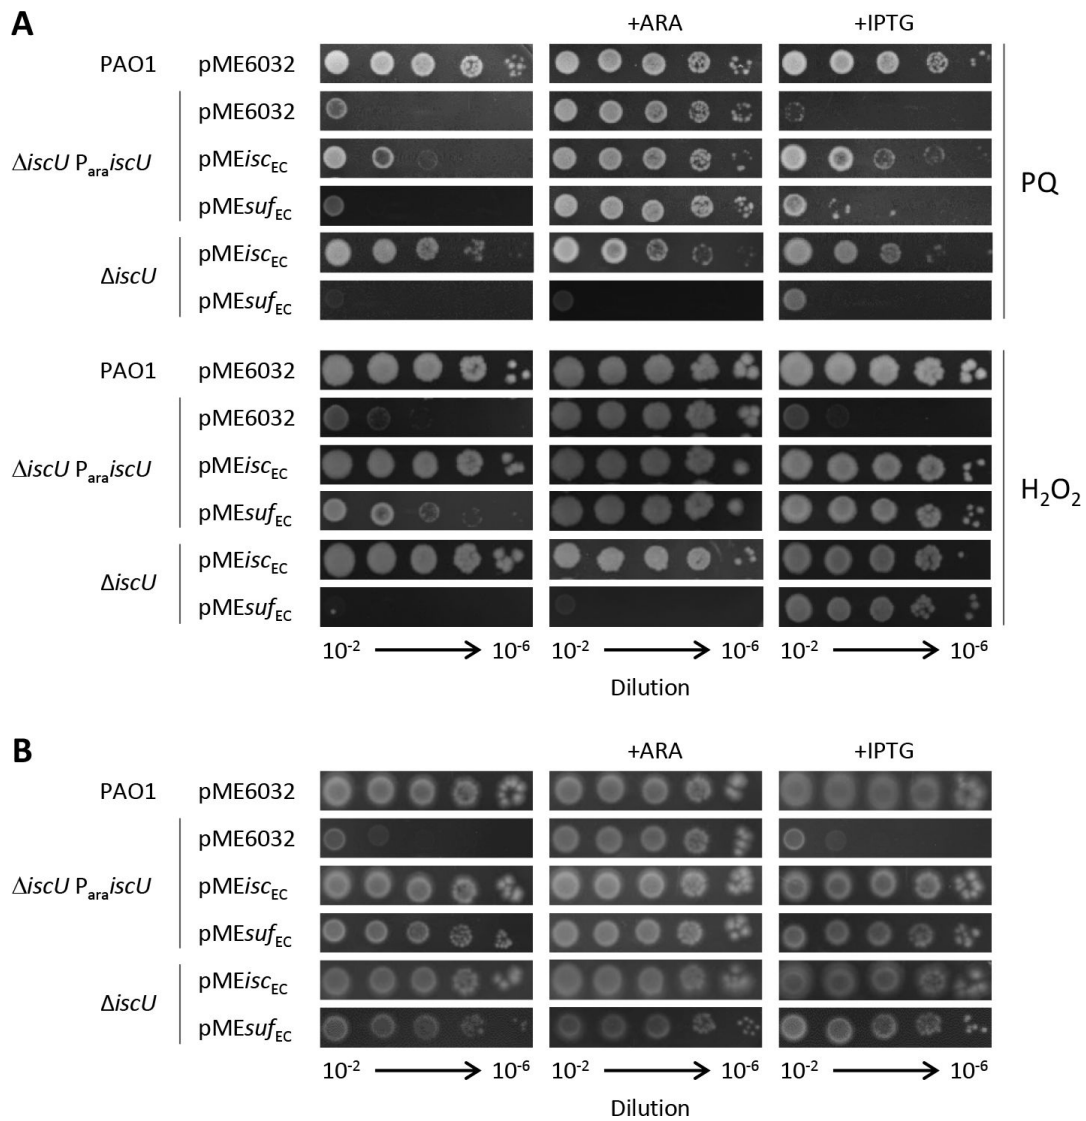 A
+ARA +IPTG
PAO1 pME6032
pME6032
ΔiscU ParaiscU pMEiscEC
pMEsufEC
PQ
ΔiscU pMEiscEC
pMEsufEC
PAO1 pME6032
pME6032
ΔiscU ParaiscU pMEiscEC
pMEsufEC
H2O2
ΔiscU pMEiscEC
pMEsufEC
10-2 10-6 10-2 10-6 10-2 10-6
Dilution
B
+ARA +IPTG
PAO1 pME6032
pME6032
ΔiscU ParaiscU pMEiscEC
pMEsufEC
ΔiscU pMEiscEC
pMEsufEC
10-2 10-6 10-2 10-6 10-2 10-6
Dilution